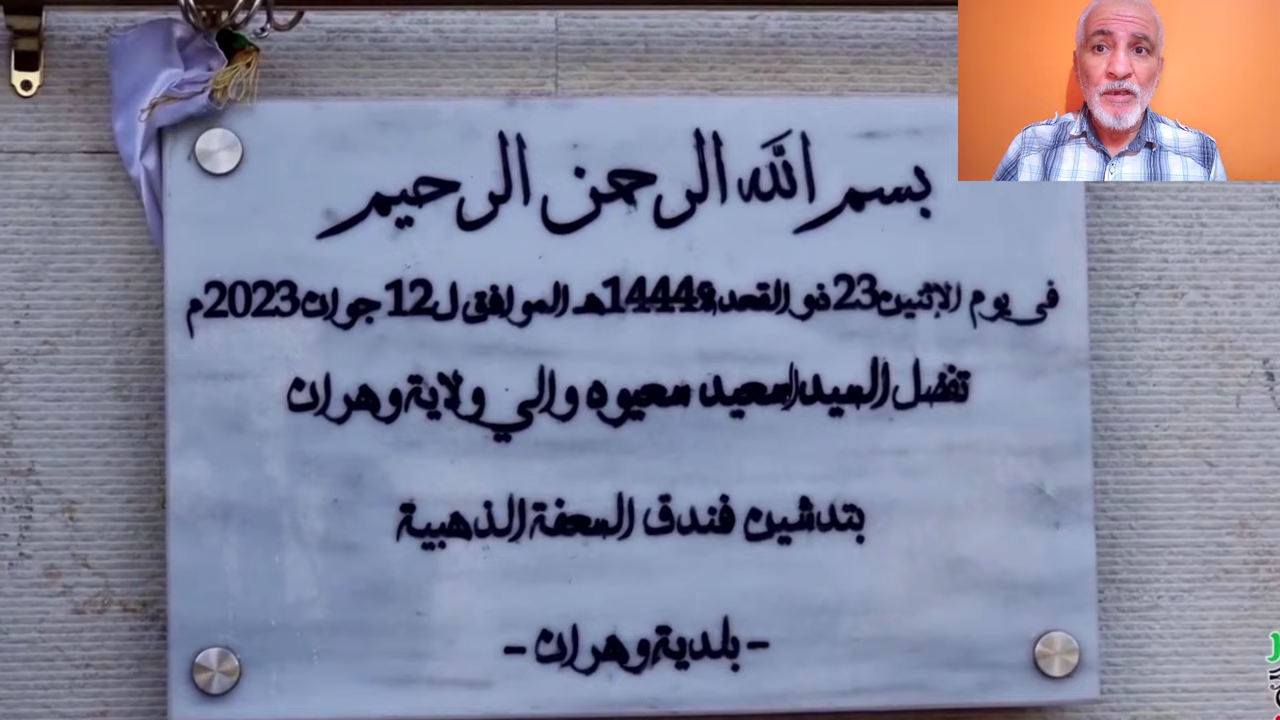 بسم الله الرحمن الرحيم
في يوم الإثنين 23 ذو القعدة 1444هـ الموافق ل 12 جوان 2023م
تفضل السيد السعيد سعيود والي ولاية وهران
بتدشين فندق السعفة الذهبية
- بلدية وهران -